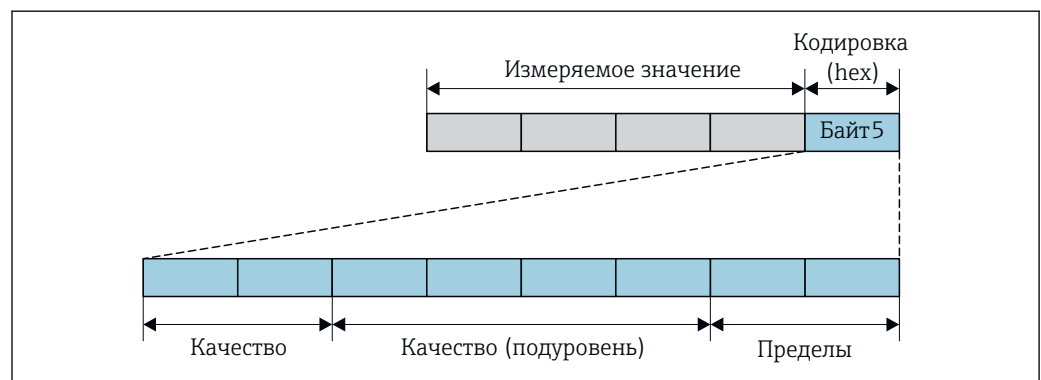 Кодировка
(hex)
Измеряемое значение
Байт5
Качество
Качество (подуровень)
Пределы